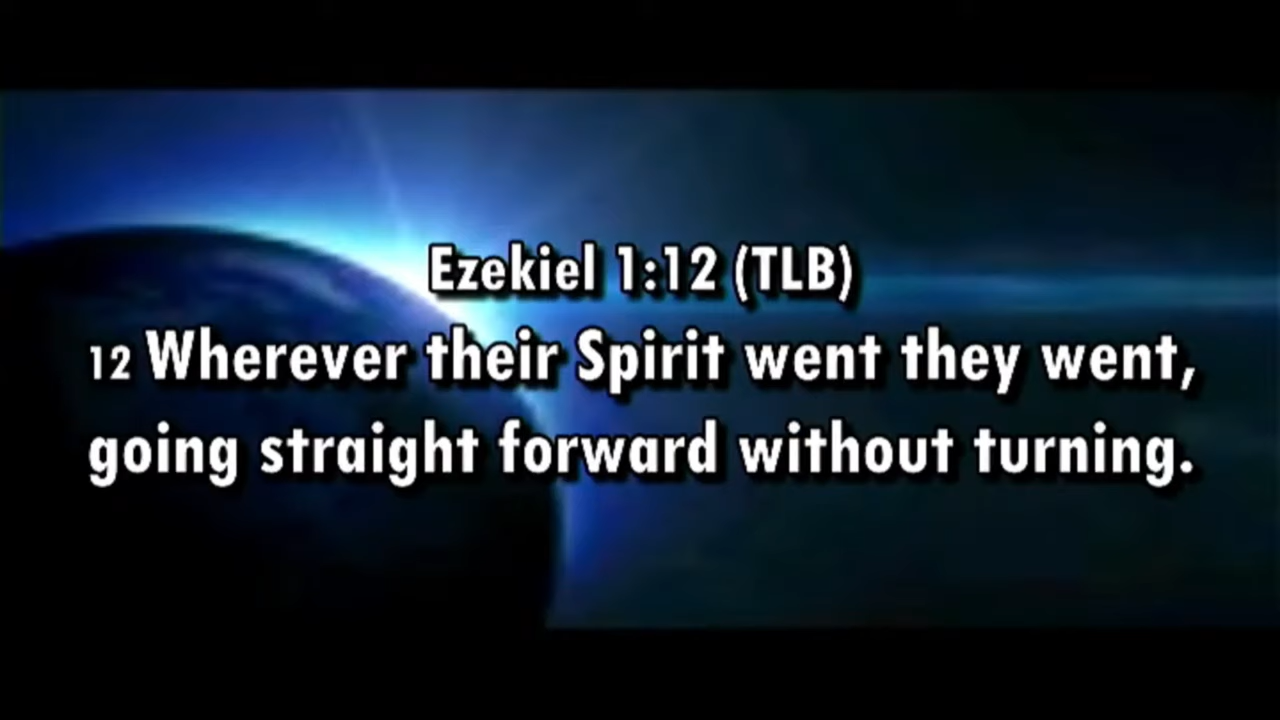 Ezekiel 1:12 (TLB)
12 Wherever their Spirit went they went,
going straight forward without turning.